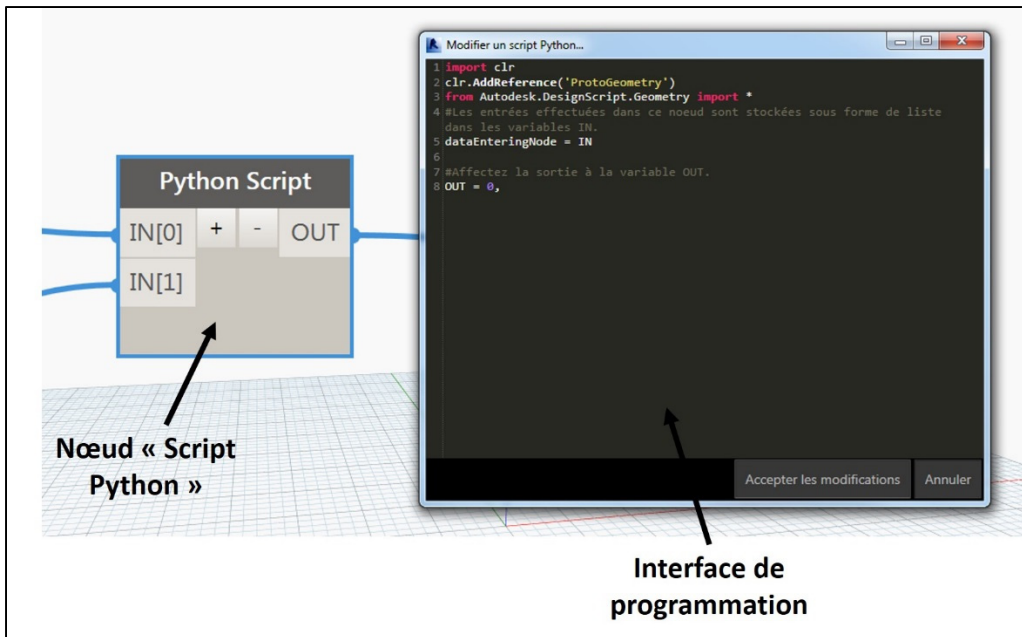 Modifier un script Python...
1 import clr
2 clr.AddReference('ProtoGeometry')
3 from Autodesk.DesignScript.Geometry import *
4 #Les entrées effectuées dans ce noeud sont stockées sous forme de liste
dans les variables IN.
5 dataEnteringNode = IN
6
7 #Affectez la sortie à la variable OUT.
8 OUT = 0,
Accepter les modifications Annuler
Python Script
IN[0] + - OUT
IN[1]
Nœud « Script
Python »
Interface de
programmation